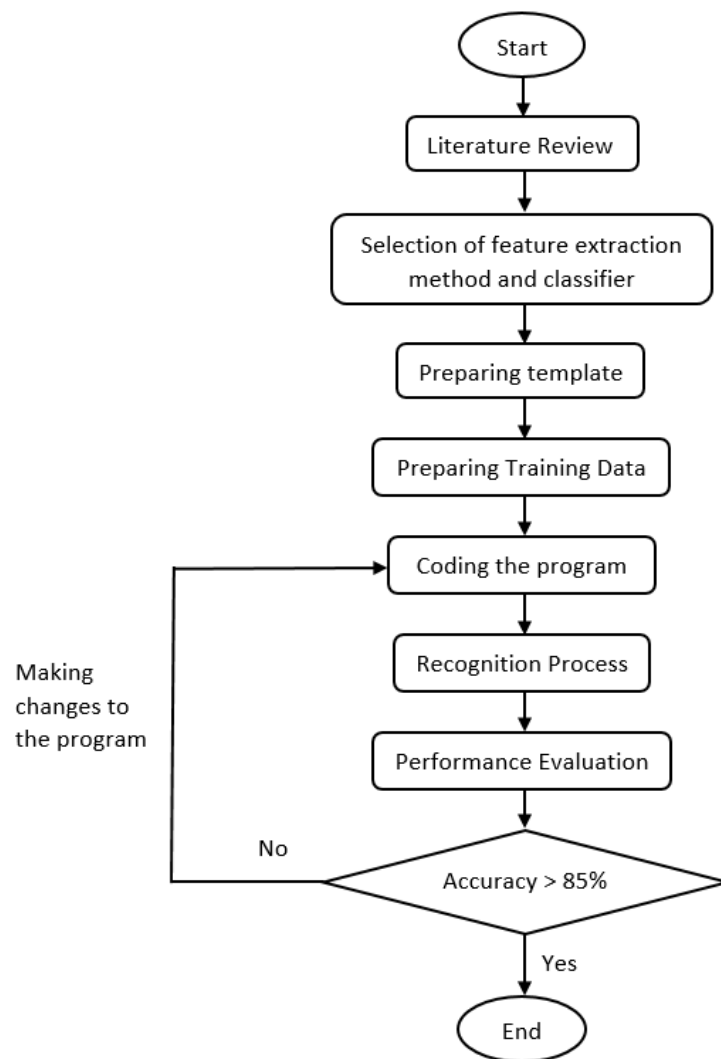 Start
Literature Review
Selection of feature extraction
method and classifier
Preparing template
Preparing Training Data
Coding the program
Recognition Process
Making
changes to
the program
Performance Evaluation
No
Accuracy > 85%
Yes
End